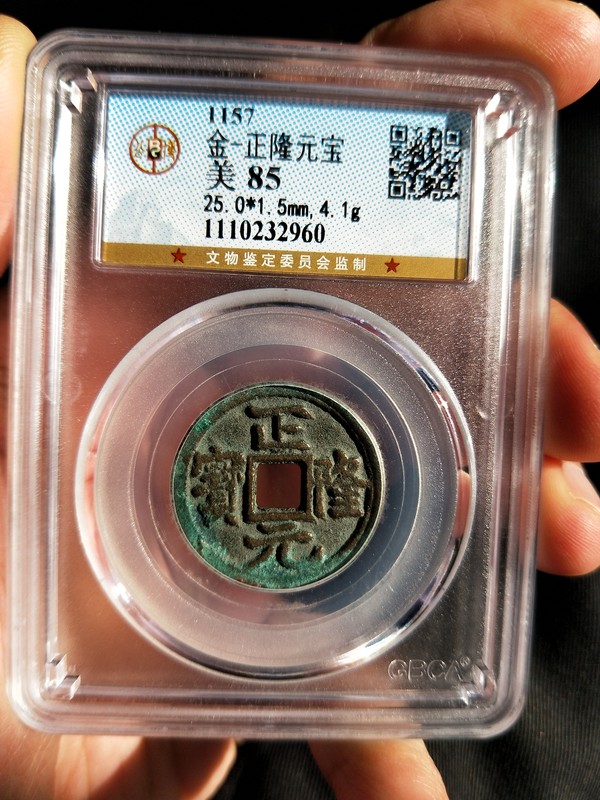 1157
金-正隆元宝
美 85
25.0*1.5mm,4.1g
1110232960
★ 文物鉴定委员会监制 ★
正
寶 隆
元
GBCA®